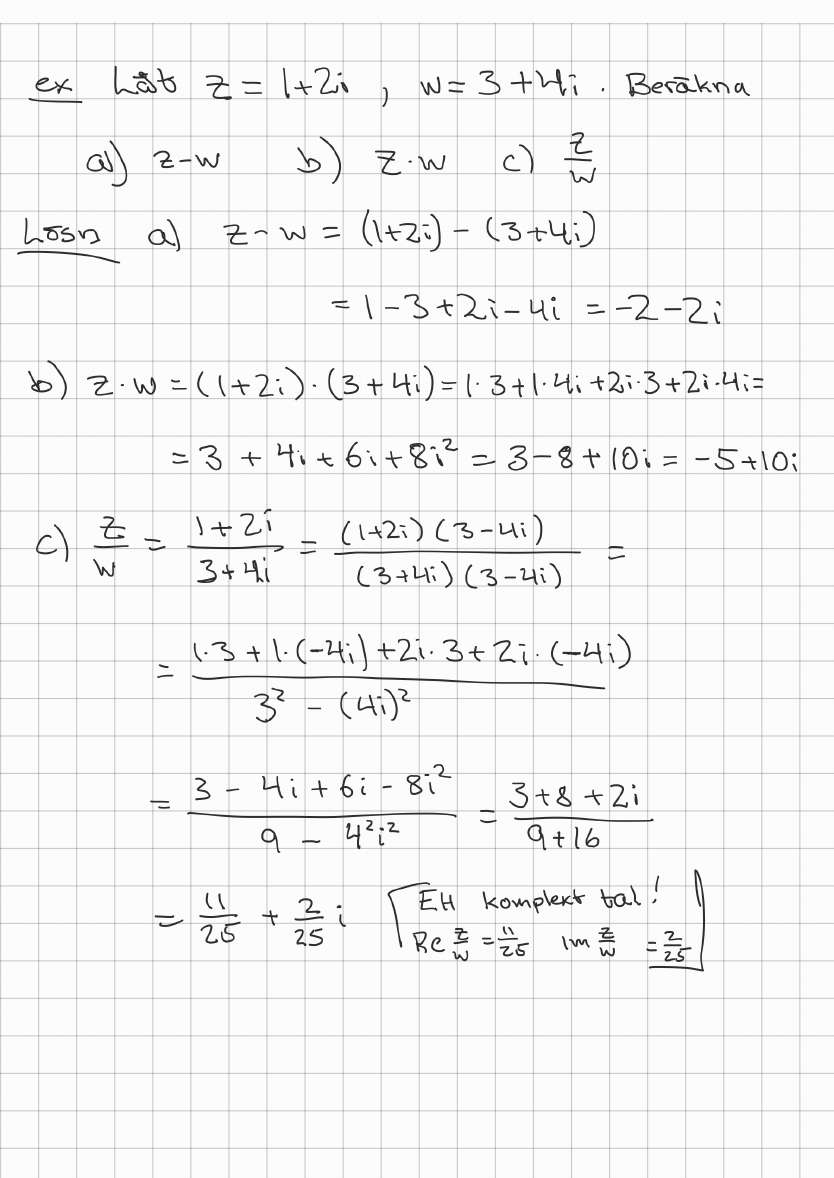 ex Låt z = 1+2i , w = 3+4i . Beräkna
a) z-w b) z·w c) z/w
Lösn a) z-w = (1+2i) - (3+4i)
= 1-3+2i-4i = -2-2i
b) z·w = (1+2i)·(3+4i) = 1·3+1·4i+2i·3+2i·4i =
= 3 + 4i + 6i + 8i² = 3-8+10i = -5+10i
c) z/w = (1+2i)/(3+4i) = (1+2i)(3-4i)/(3+4i)(3-4i) =
= (1·3 + 1·(-4i) + 2i·3 + 2i·(-4i))/(3² - (4i)²)
= (3 - 4i + 6i - 8i²)/(9 - 4²i²) = (3+8+2i)/(9+16)
= 11/25 + 2/25 i
EH komplext tal!
Re z/w = 11/25 Im z/w = 2/25